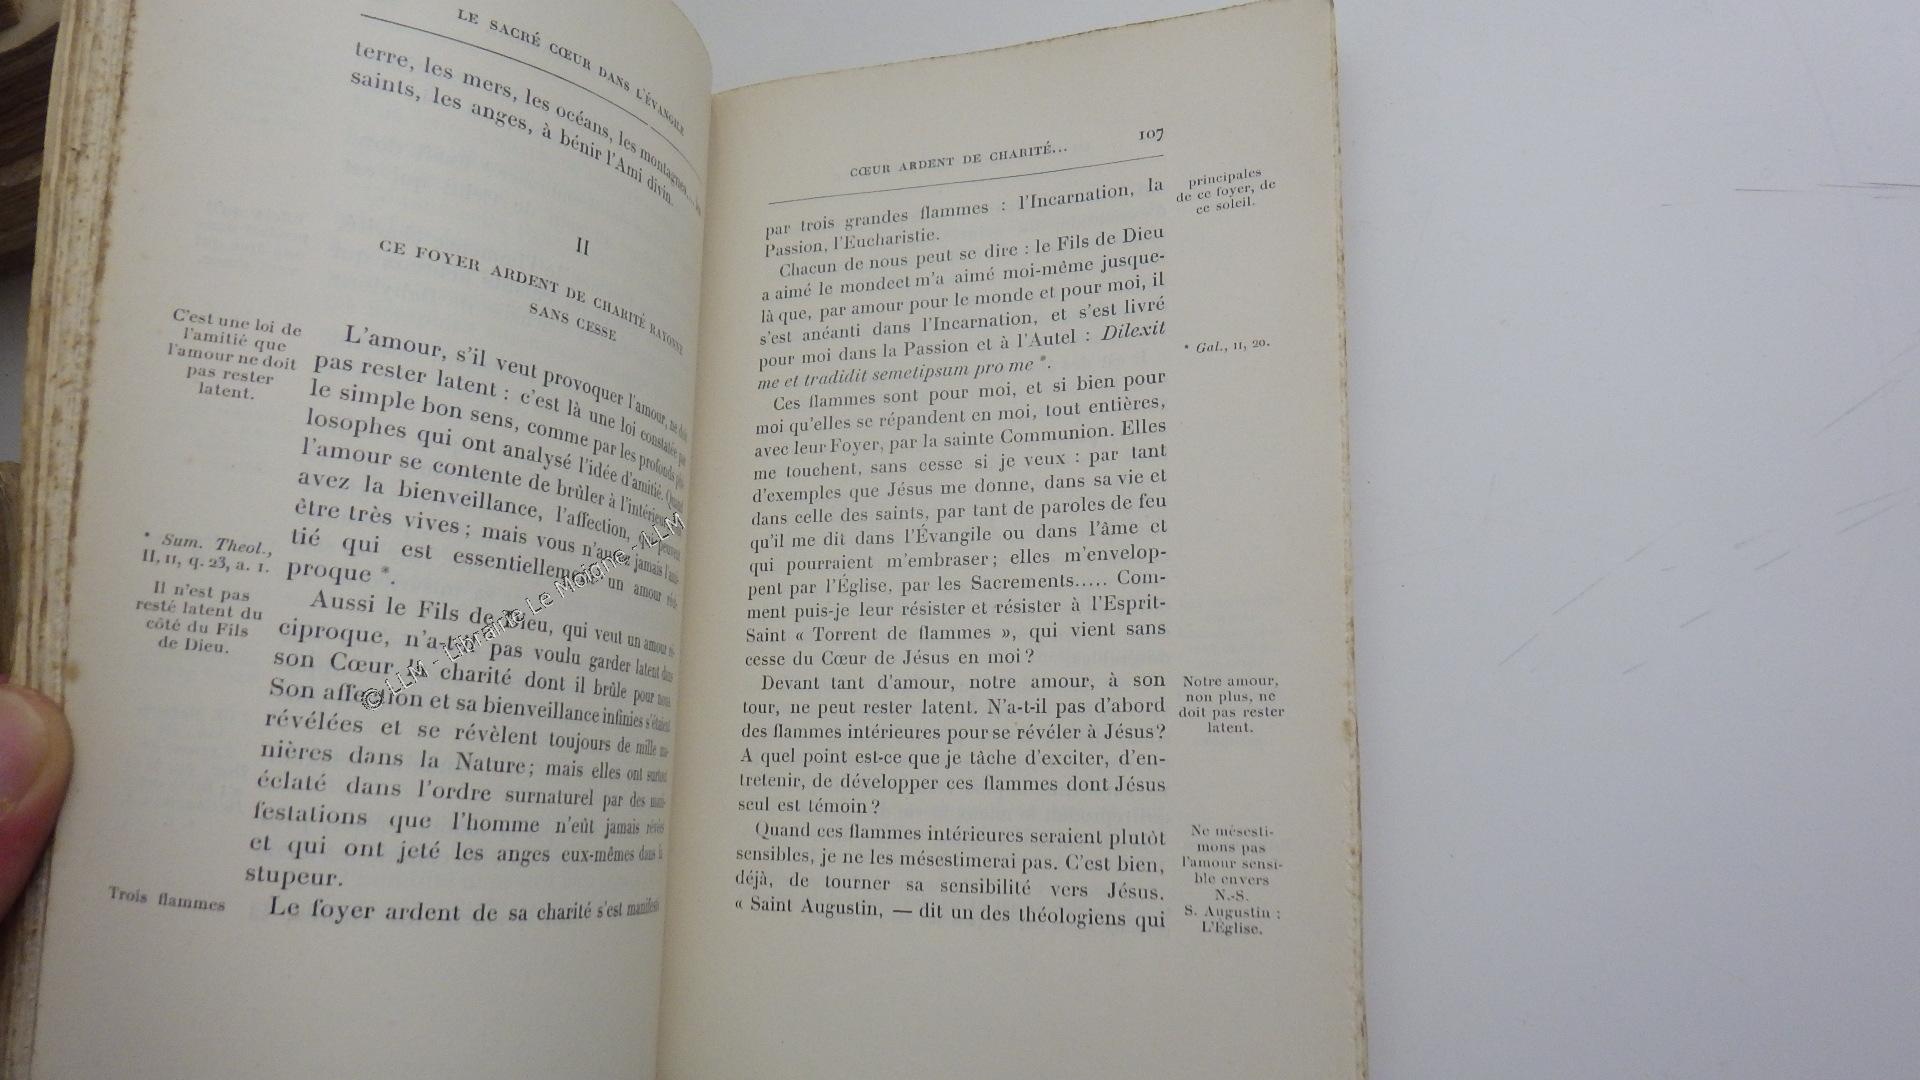 LE SACRÉ CŒUR DANS L'ÉVANGILE
terre, les mers, les océans, les montagnes...
saints, les anges, à bénir l'Ami divin.
II
CE FOYER ARDENT DE CHARITÉ RAYONNE
SANS CESSE
C'est une loi de
l'amitié que
l'amour ne doit
pas rester
latent.
L'amour, s'il veut provoquer l'amour, ne doit
pas rester latent : c'est là une loi constatée par
le simple bon sens, comme par les profonds phi-
losophes qui ont analysé l'idée d'amitié. Quand
l'amour se contente de brûler à l'intérieur,
avez la bienveillance, l'affection, qui peuvent
être très vives ; mais vous n'aurez jamais l'ami-
tié qui est essentiellement un amour réci-
proque *.
* Sum. Theol.,
II, II, q. 23, a. 1.
Il n'est pas
resté latent du
côté du Fils
de Dieu.
Aussi le Fils de Dieu, qui veut un amour ré-
ciproque, n'a-t-il pas voulu garder latent dans
son Cœur la charité dont il brûle pour nous.
Son affection et sa bienveillance infinies s'étaient
révélées et se révèlent toujours de mille ma-
nières dans la Nature ; mais elles ont surtout
éclaté dans l'ordre surnaturel par des mani-
festations que l'homme n'eût jamais rêvées
et qui ont jeté les anges eux-mêmes dans la
stupeur.
Trois flammes
Le foyer ardent de sa charité s'est manifesté
© LLM - Librairie Le Moigne - LLM
107
CŒUR ARDENT DE CHARITÉ...
principales
de ce foyer, de
ce soleil.
par trois grandes flammes : l'Incarnation, la
Passion, l'Eucharistie.
Chacun de nous peut se dire : le Fils de Dieu
a aimé le mondeet m'a aimé moi-même jusque-
là que, par amour pour le monde et pour moi, il
s'est anéanti dans l'Incarnation, et s'est livré
pour moi dans la Passion et à l'Autel : Dilexit
me et tradidit semetipsum pro me *.
* Gal., II, 20.
Ces flammes sont pour moi, et si bien pour
moi qu'elles se répandent en moi, tout entières,
avec leur Foyer, par la sainte Communion. Elles
me touchent, sans cesse si je veux : par tant
d'exemples que Jésus me donne, dans sa vie et
dans celle des saints, par tant de paroles de feu
qu'il me dit dans l'Évangile ou dans l'âme et
qui pourraient m'embraser ; elles m'envelop-
pent par l'Église, par les Sacrements..... Com-
ment puis-je leur résister et résister à l'Esprit-
Saint « Torrent de flammes », qui vient sans
cesse du Cœur de Jésus en moi ?
Devant tant d'amour, notre amour, à son
tour, ne peut rester latent. N'a-t-il pas d'abord
des flammes intérieures pour se révéler à Jésus ?
A quel point est-ce que je tâche d'exciter, d'en-
tretenir, de développer ces flammes dont Jésus
seul est témoin ?
Notre amour,
non plus, ne
doit pas rester
latent.
Quand ces flammes intérieures seraient plutôt
sensibles, je ne les mésestimerai pas. C'est bien,
déjà, de tourner sa sensibilité vers Jésus.
« Saint Augustin, — dit un des théologiens qui
Ne mésesti-
mons pas
l'amour sensi-
ble envers
N.-S.
S. Augustin :
L'Église.